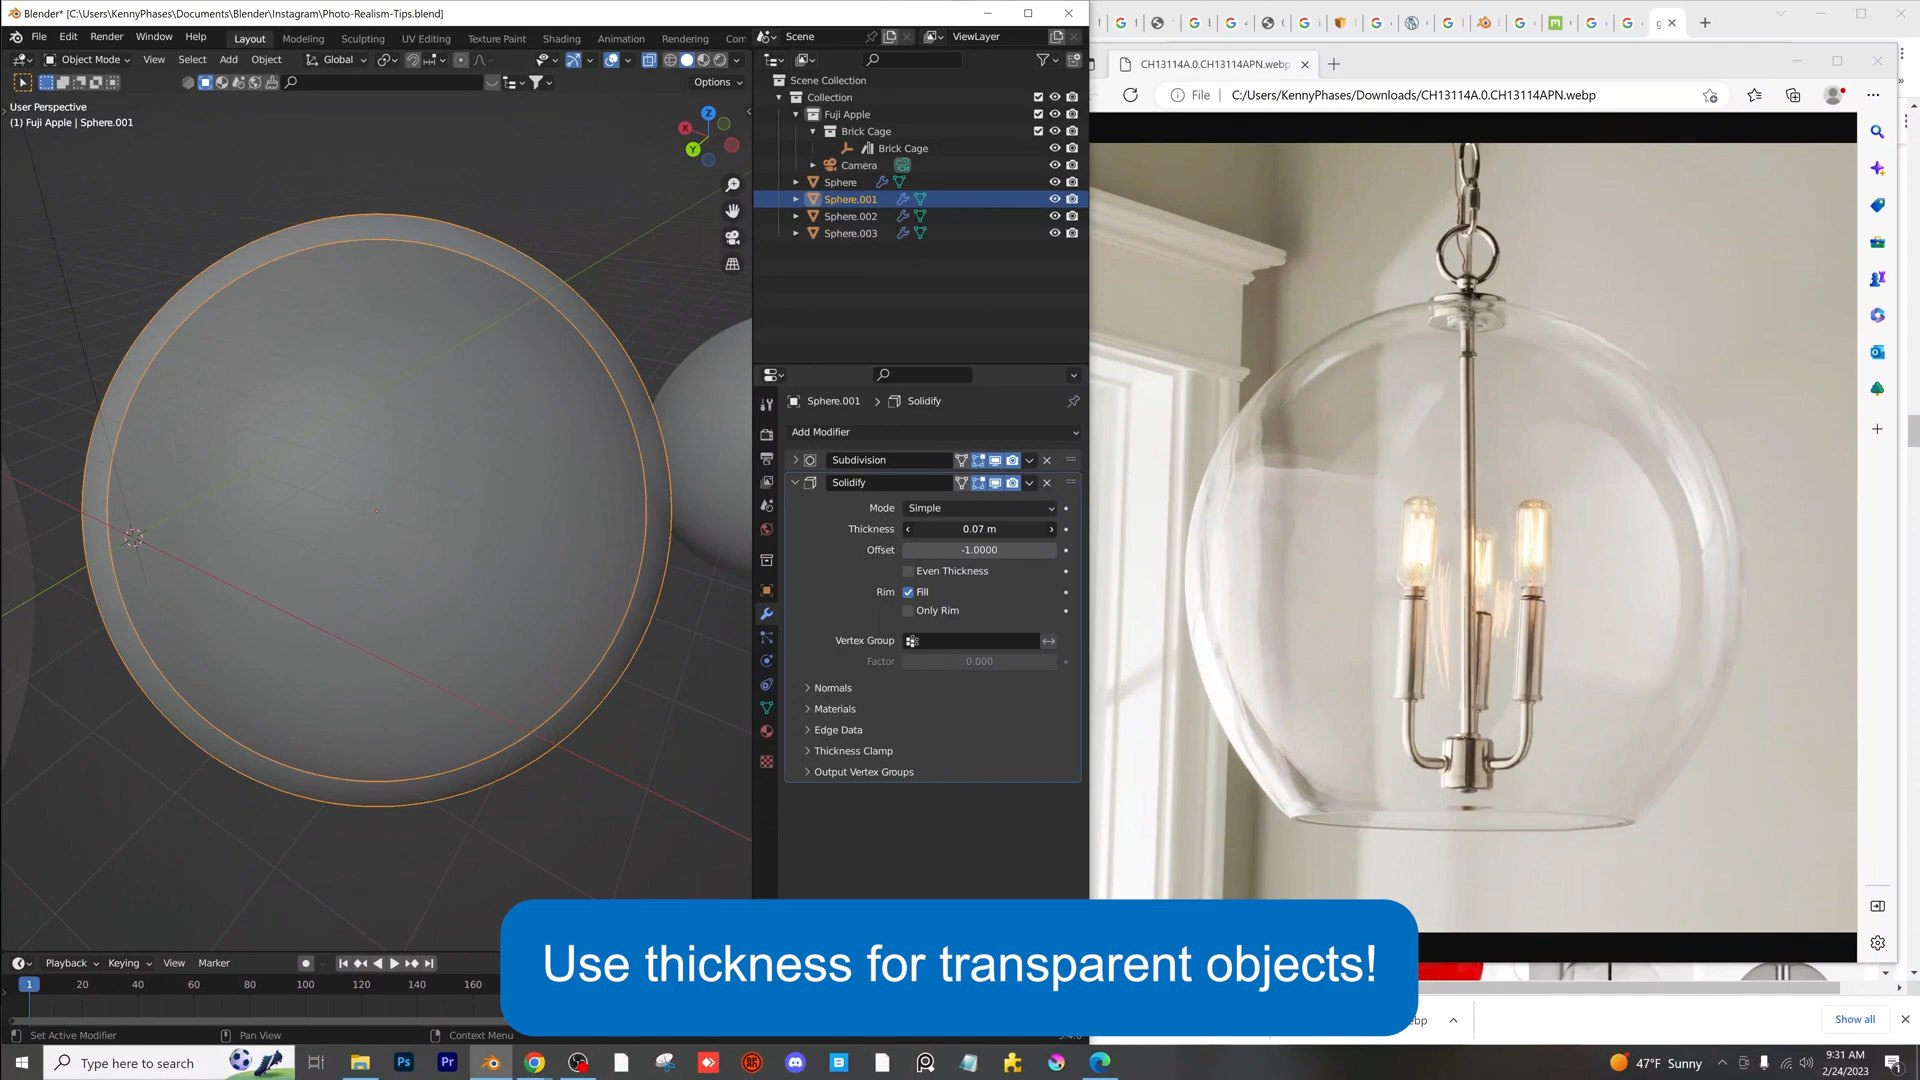 Blender* [C:\Users\KennyPhases\Documents\Blender\Instagram\Photo-Realism-Tips.blend]
File Edit Render Window Help
Layout Modeling Sculpting UV Editing Texture Paint Shading Animation Rendering Com
Scene
ViewLayer
Object Mode View Select Add Object
Global
Options
User Perspective
(1) Fuji Apple | Sphere.001
X
Y
Z
Scene Collection
Collection
Fuji Apple
Brick Cage
Brick Cage
Camera
Sphere
Sphere.001
Sphere.002
Sphere.003
Sphere.001 > Solidify
Add Modifier
Subdivision
Solidify
Mode Simple
Thickness 0.07 m
Offset -1.0000
Even Thickness
Rim Fill
Only Rim
Vertex Group
Factor 0.000
Normals
Materials
Edge Data
Thickness Clamp
Output Vertex Groups
CH13114A.0.CH13114APN.webp
File C:/Users/KennyPhases/Downloads/CH13114A.0.CH13114APN.webp
Use thickness for transparent objects!
Playback Keying View Marker
1 20 40 60 80 100 120 140 160
Set Active Modifier Pan View Context Menu
Show all
Type here to search
Ps
Pr
47°F Sunny
9:31 AM
2/24/2023